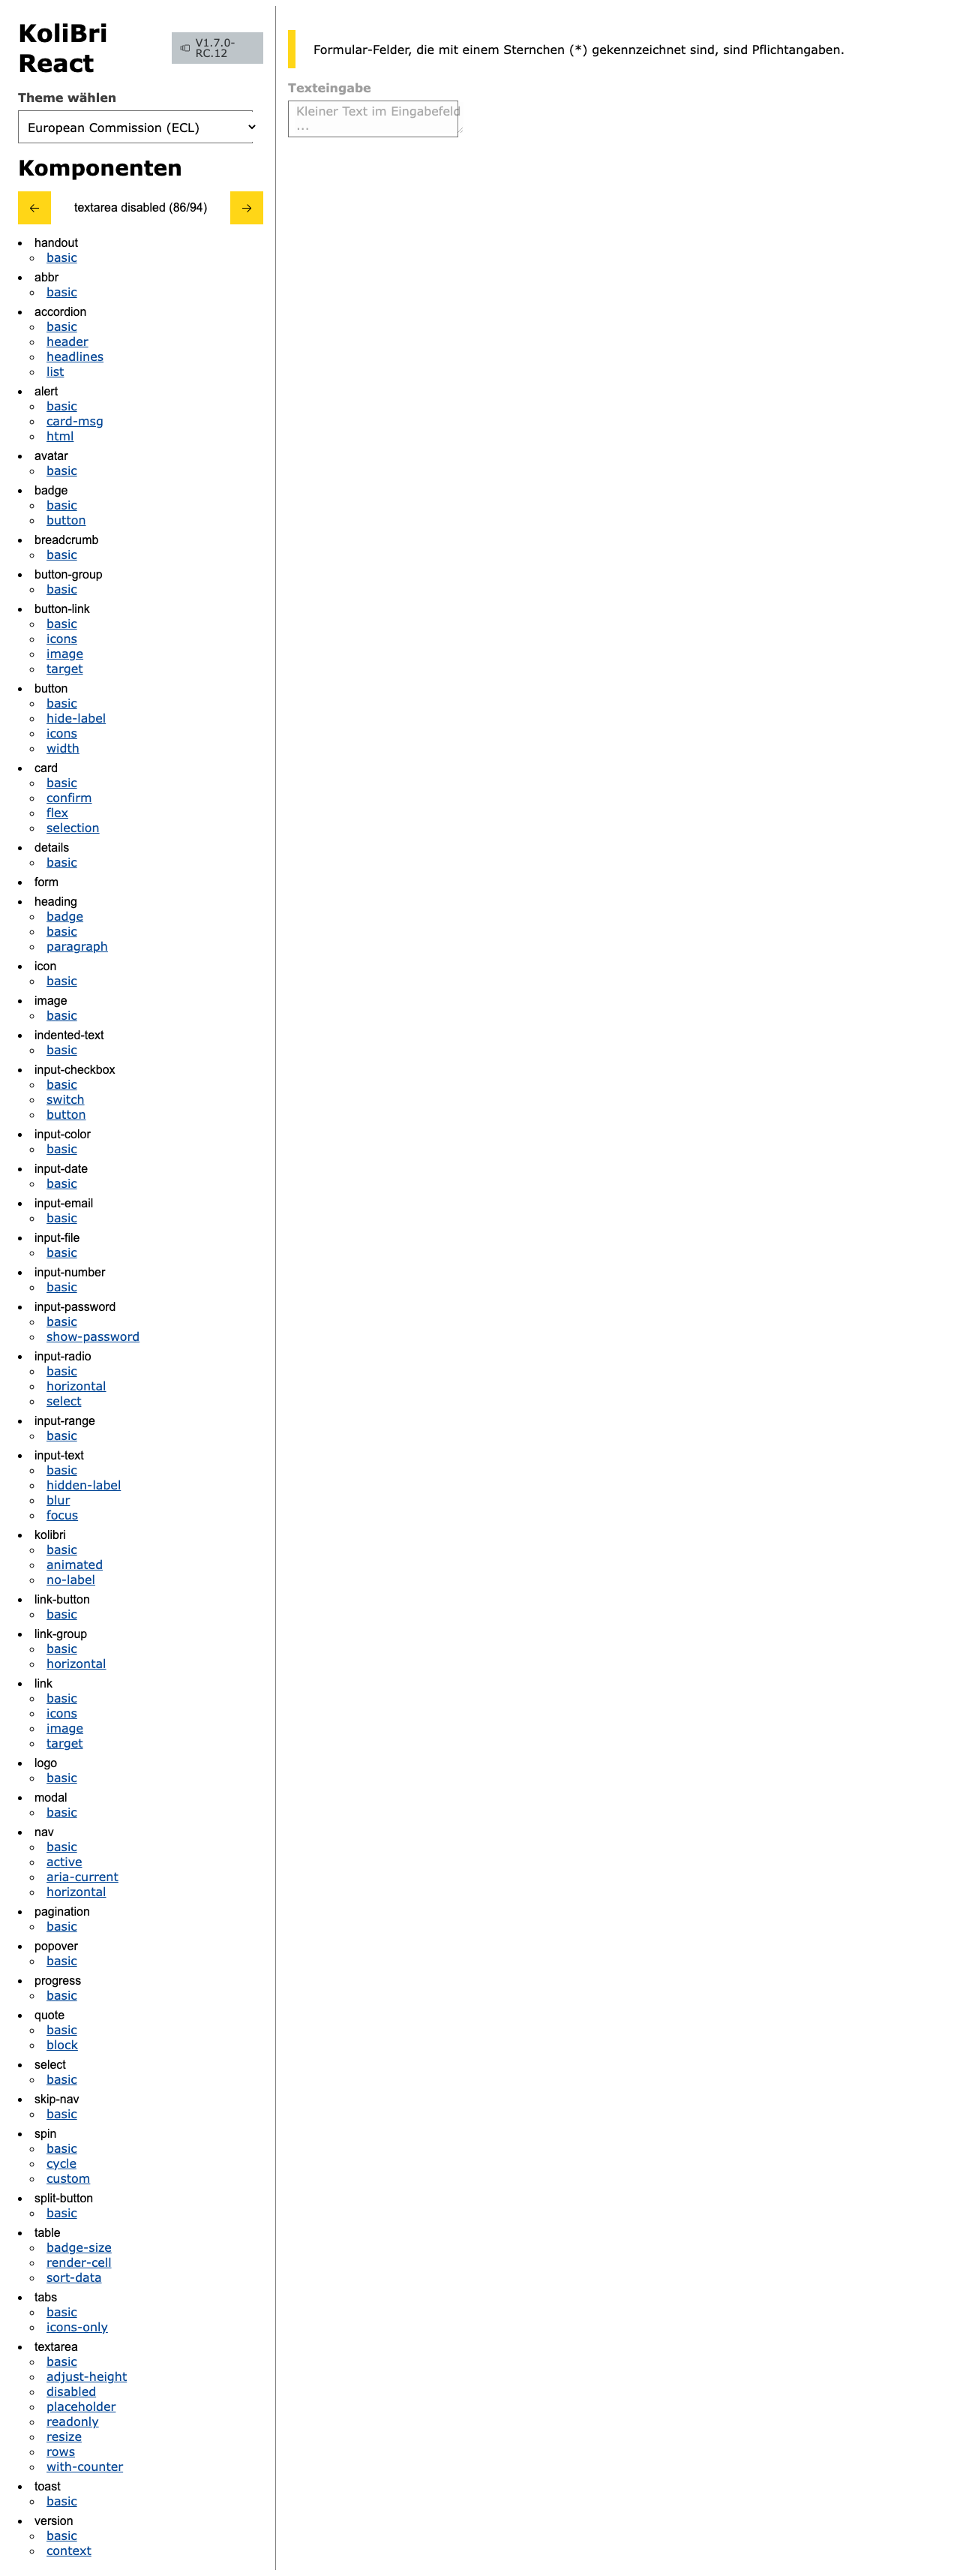 KoliBri
React
V1.7.0-
RC.12
Theme wählen
European Commission (ECL)
Komponenten
← textarea disabled (86/94) →
handout
basic
abbr
basic
accordion
basic
header
headlines
list
alert
basic
card-msg
html
avatar
basic
badge
basic
button
breadcrumb
basic
button-group
basic
button-link
basic
icons
image
target
button
basic
hide-label
icons
width
card
basic
confirm
flex
selection
details
basic
form
heading
badge
basic
paragraph
icon
basic
image
basic
indented-text
basic
input-checkbox
basic
switch
button
input-color
basic
input-date
basic
input-email
basic
input-file
basic
input-number
basic
input-password
basic
show-password
input-radio
basic
horizontal
select
input-range
basic
input-text
basic
hidden-label
blur
focus
kolibri
basic
animated
no-label
link-button
basic
link-group
basic
horizontal
link
basic
icons
image
target
logo
basic
modal
basic
nav
basic
active
aria-current
horizontal
pagination
basic
popover
basic
progress
basic
quote
basic
block
select
basic
skip-nav
basic
spin
basic
cycle
custom
split-button
basic
table
badge-size
render-cell
sort-data
tabs
basic
icons-only
textarea
basic
adjust-height
disabled
placeholder
readonly
resize
rows
with-counter
toast
basic
version
basic
context
Formular-Felder, die mit einem Sternchen (*) gekennzeichnet sind, sind Pflichtangaben.
Texteingabe
Kleiner Text im Eingabefeld
...